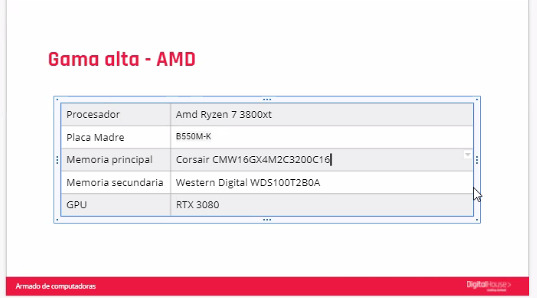 Gama alta - AMD
Procesador Amd Ryzen 7 3800xt
Placa Madre B550M-K
Memoria principal Corsair CMW16GX4M2C3200C16
Memoria secundaria Western Digital WDS100T2B0A
GPU RTX 3080
Armado de computadoras DigitalHouse>